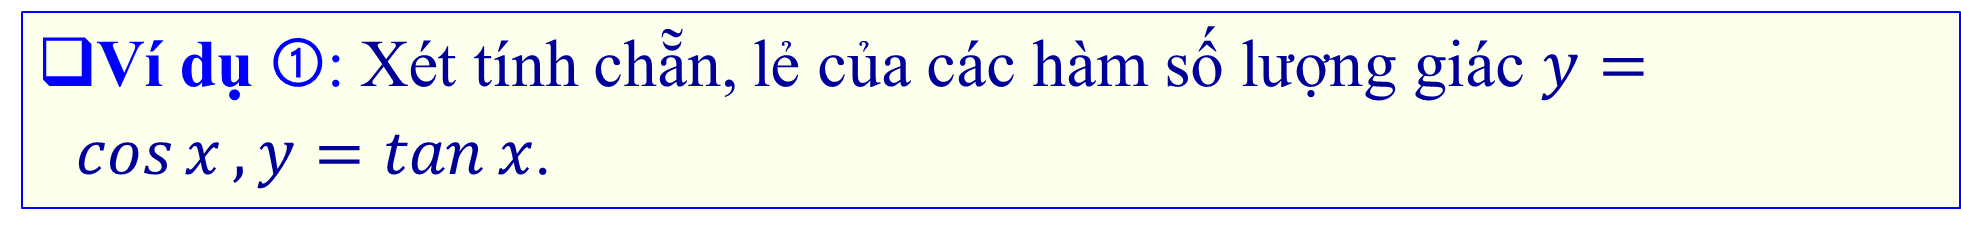 ❑Ví dụ ①: Xét tính chẵn, lẻ của các hàm số lượng giác y =
cos x , y = tan x.